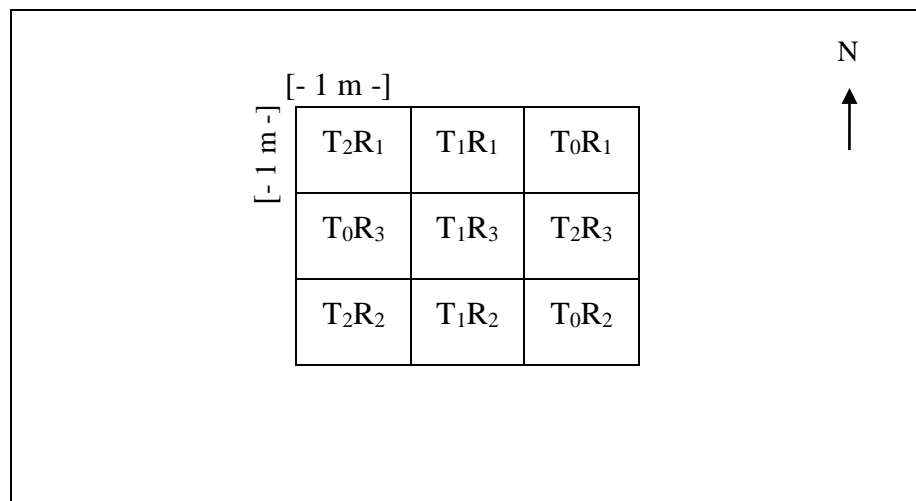 N
[- 1 m -]
[- 1 m -]
T₂R₁ T₁R₁ T₀R₁
T₀R₃ T₁R₃ T₂R₃
T₂R₂ T₁R₂ T₀R₂